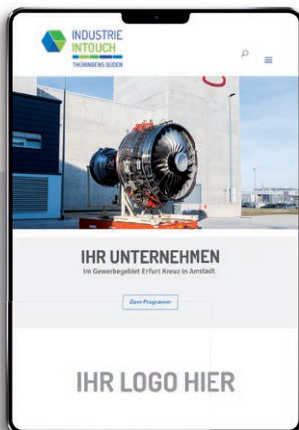 INDUSTRIE
INTOUCH
THÜRINGENS SÜDEN
IHR UNTERNEHMEN
im Gewerbegebiet Erfurt Kreuz in Arnstadt
Zum Programm
IHR LOGO HIER